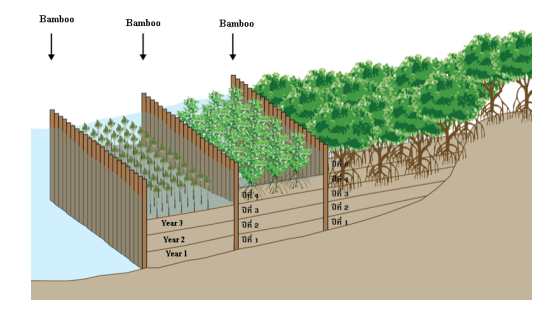 Bamboo
Bamboo
Bamboo
Year 3
Year 2
Year 1
ปีที่ 4
ปีที่ 3
ปีที่ 2
ปีที่ 1
ปีที่ 4
ปีที่ 3
ปีที่ 2
ปีที่ 1